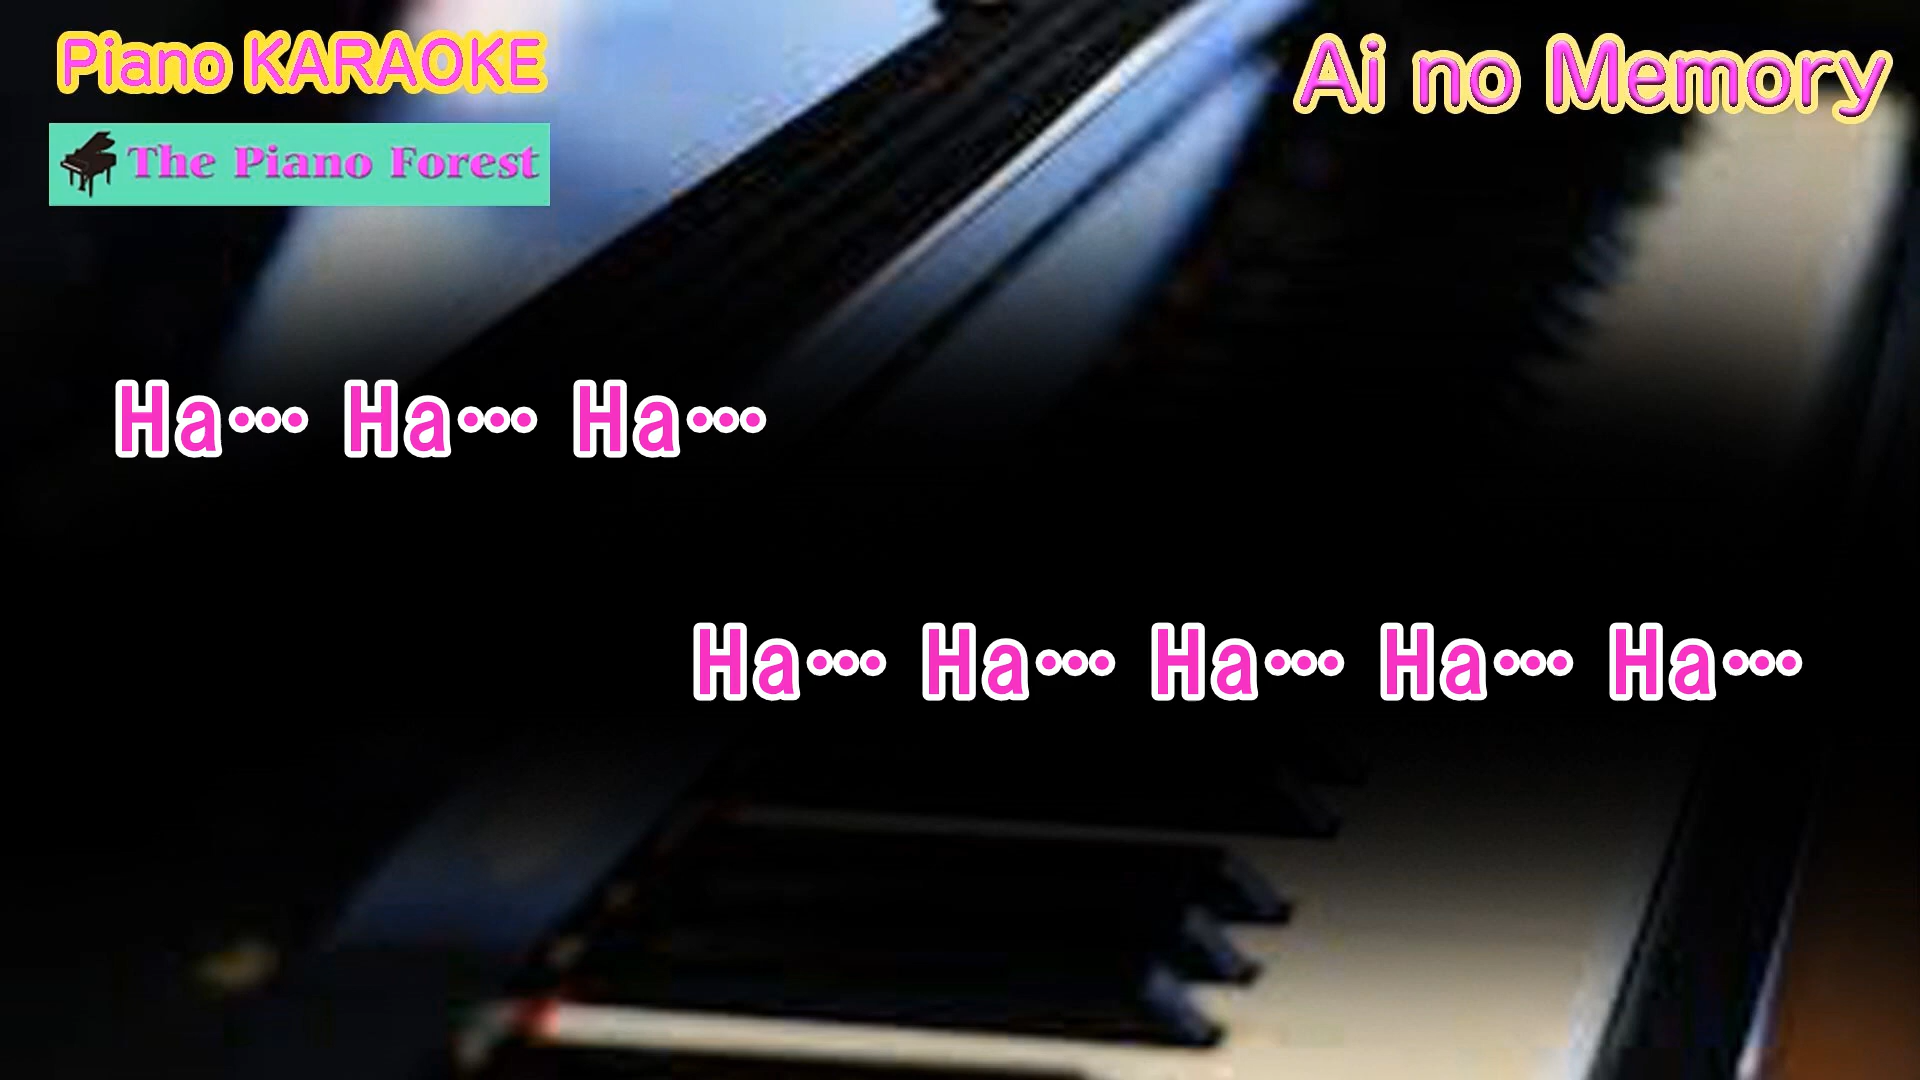 Piano KARAOKE
Ai no Memory
The Piano Forest
Ha… Ha… Ha…
Ha… Ha… Ha… Ha… Ha…